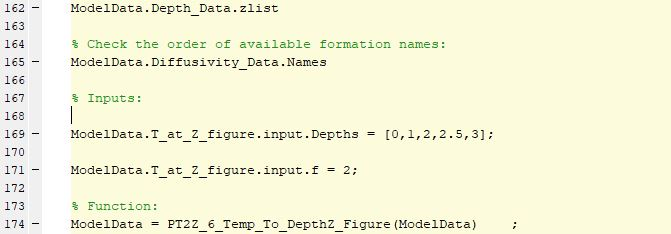 162 – ModelData.Depth_Data.zlist
163
164 % Check the order of available formation names:
165 – ModelData.Diffusivity_Data.Names
166
167 % Inputs:
168
169 – ModelData.T_at_Z_figure.input.Depths = [0,1,2,2.5,3];
170
171 – ModelData.T_at_Z_figure.input.f = 2;
172
173 % Function:
174 – ModelData = PT2Z_6_Temp_To_DepthZ_Figure(ModelData) ;